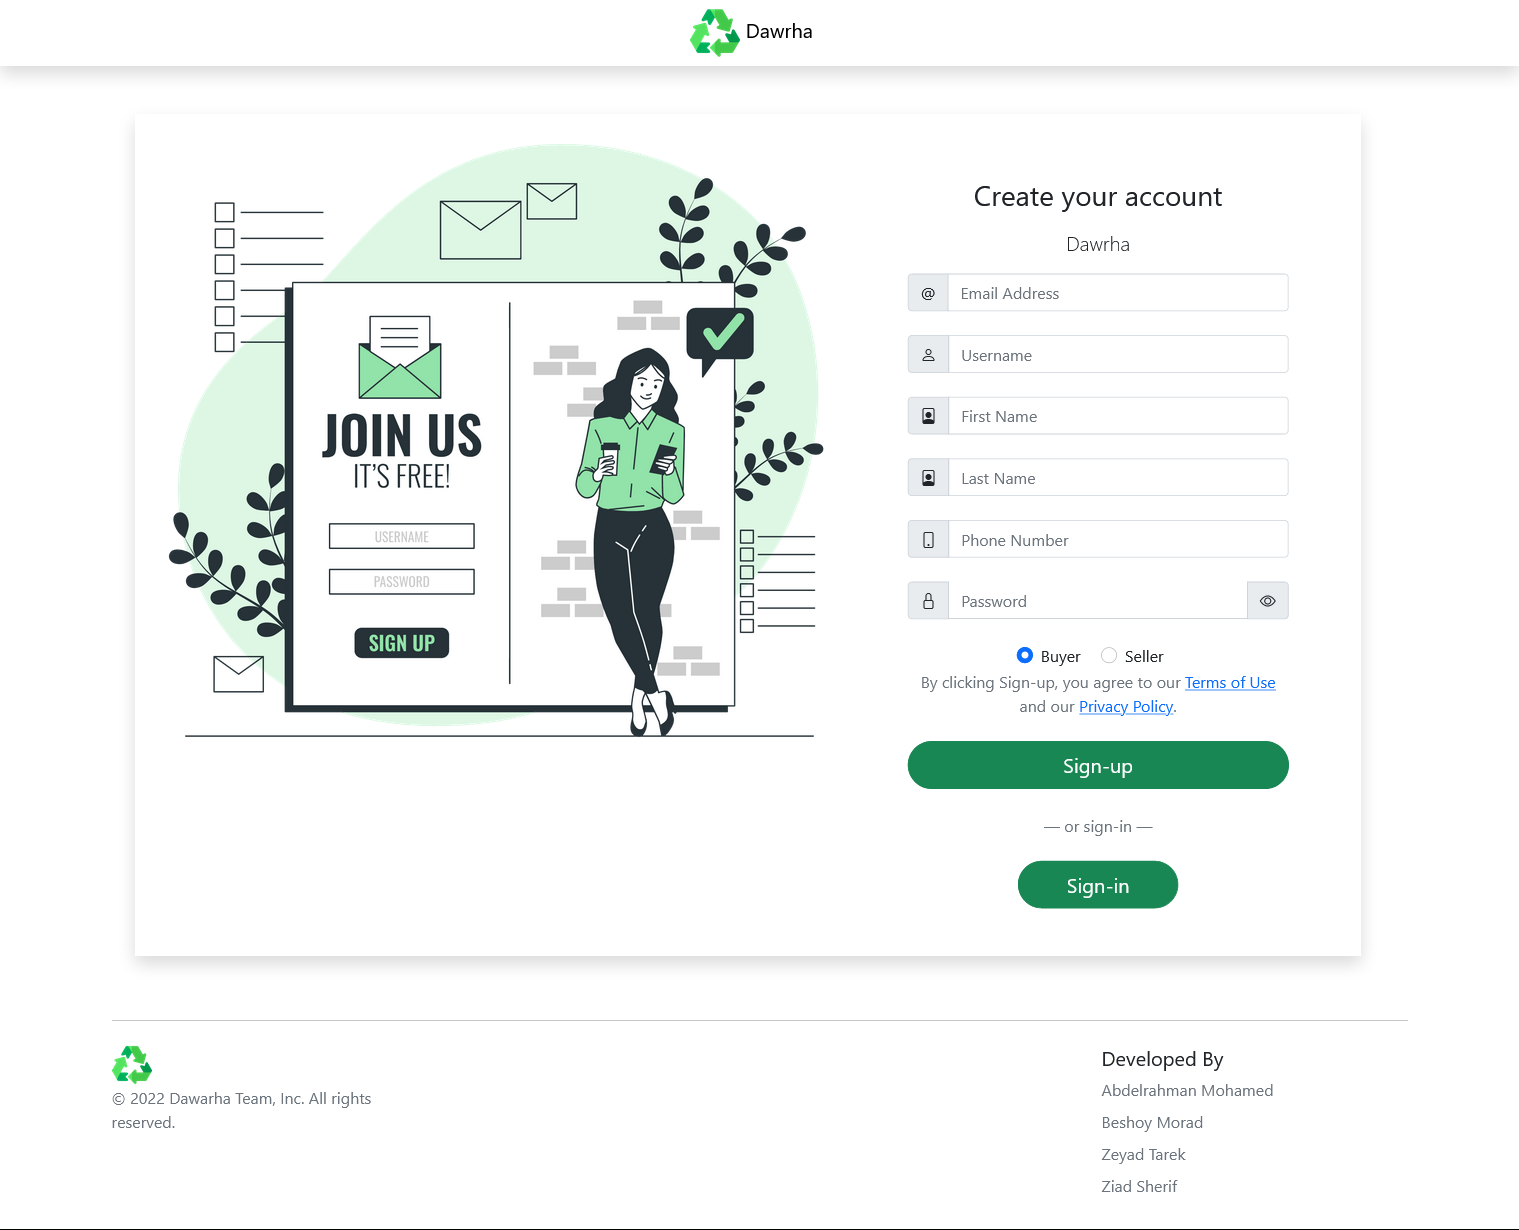 Dawrha
JOIN US
IT'S FREE!
USERNAME
PASSWORD
SIGN UP
Create your account
Dawrha
@ Email Address
Username
First Name
Last Name
Phone Number
Password
Buyer Seller
By clicking Sign-up, you agree to our Terms of Use
and our Privacy Policy.
Sign-up
— or sign-in —
Sign-in
© 2022 Dawarha Team, Inc. All rights
reserved.
Developed By
Abdelrahman Mohamed
Beshoy Morad
Zeyad Tarek
Ziad Sherif